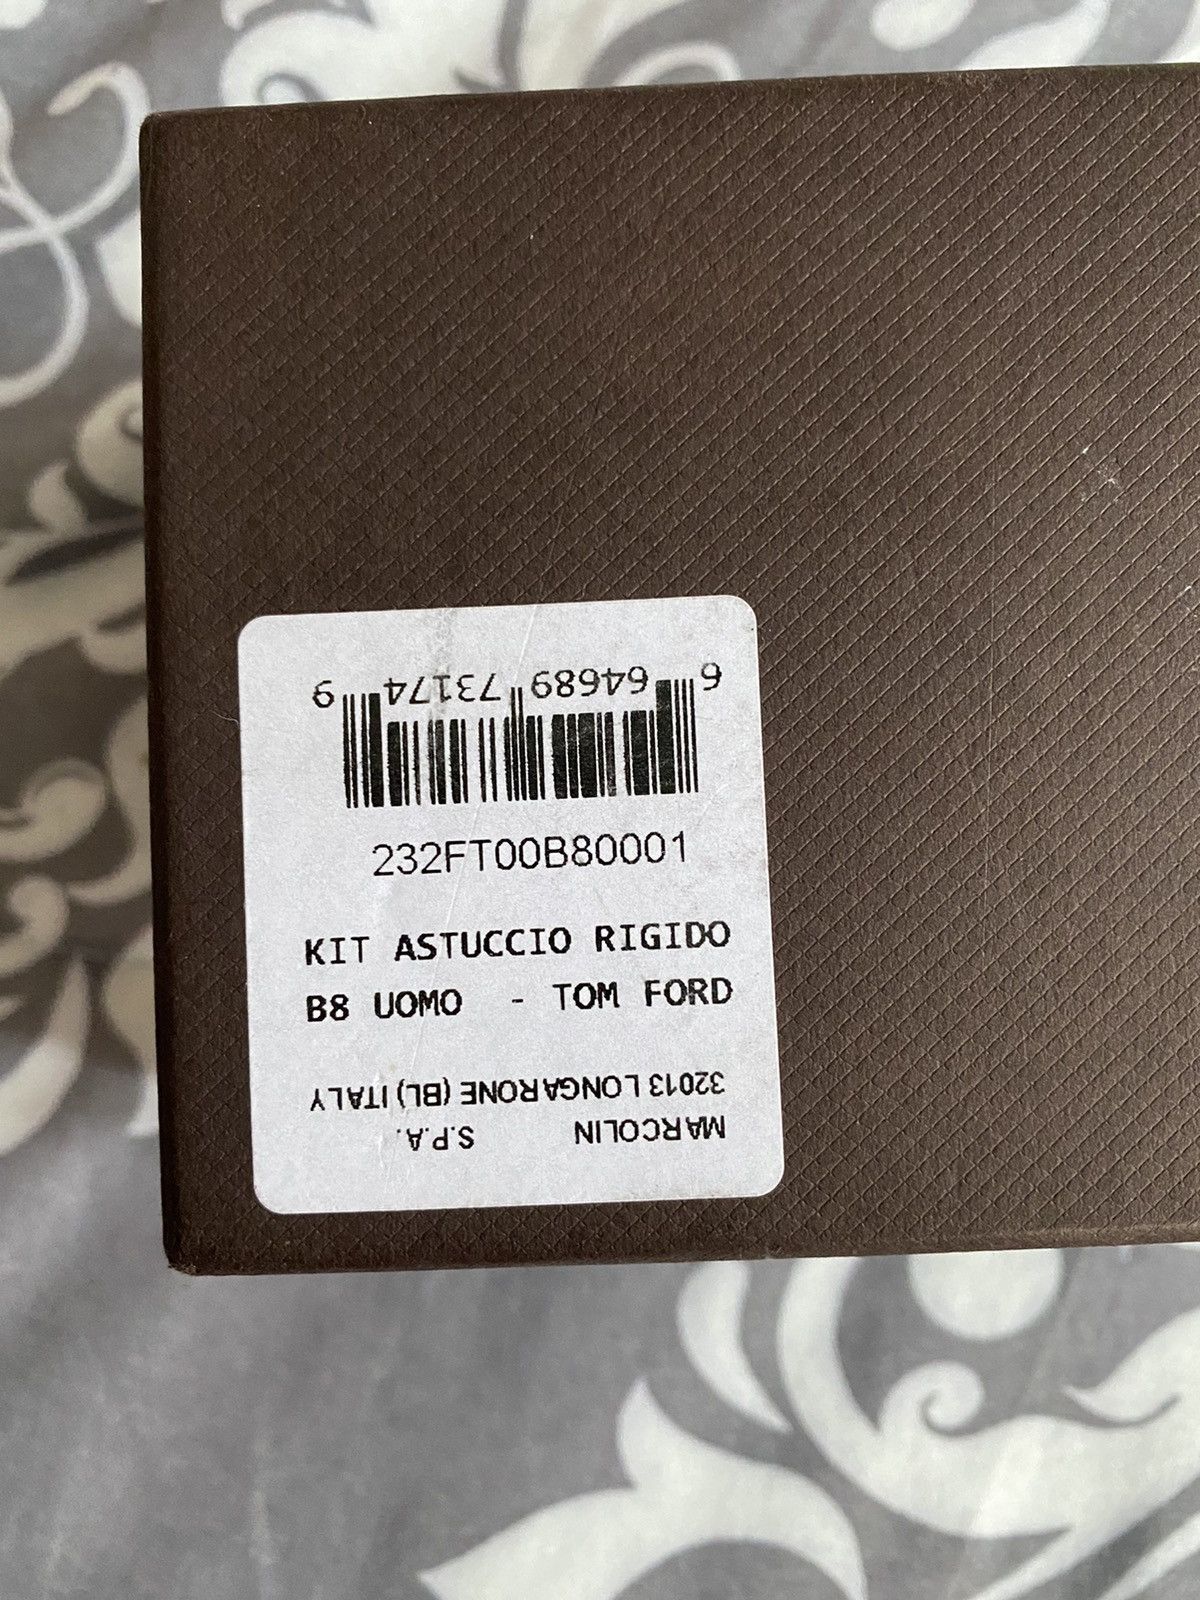 6 64689 73174 9
232FT00B80001
KIT ASTUCCIO RIGIDO
B8 UOMO - TOM FORD
MARCOLIN S.P.A.
32013 LONGARONE (BL) ITALY